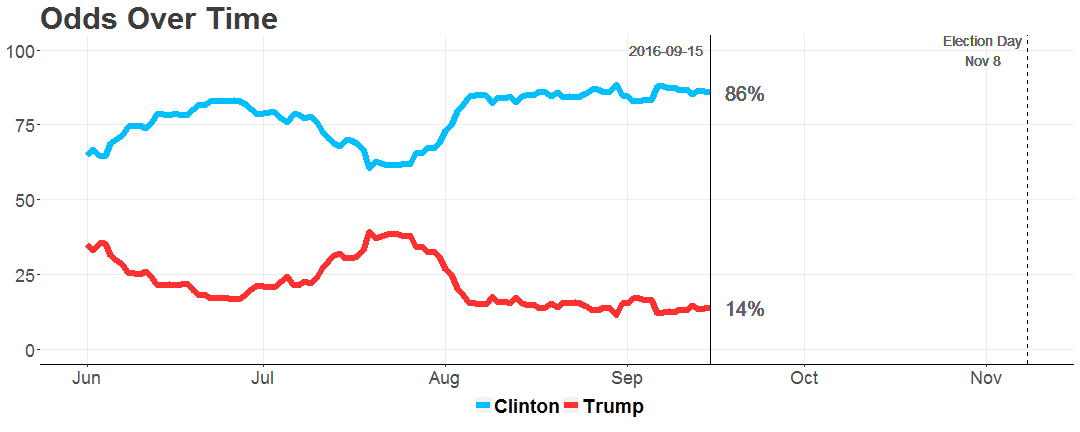 Odds Over Time
100
75
50
25
0
2016-09-15
Election Day
Nov 8
86%
14%
Jun Jul Aug Sep Oct Nov
Clinton Trump